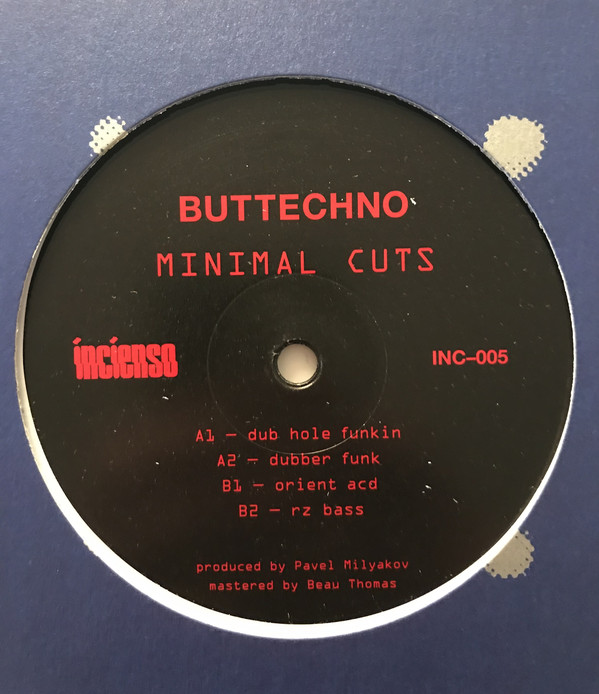 BUTTECHNO
MINIMAL CUTS
incienso
INC-005
A1 — dub hole funkin
A2 — dubber funk
B1 — orient acd
B2 — rz bass
produced by Pavel Milyakov
mastered by Beau Thomas